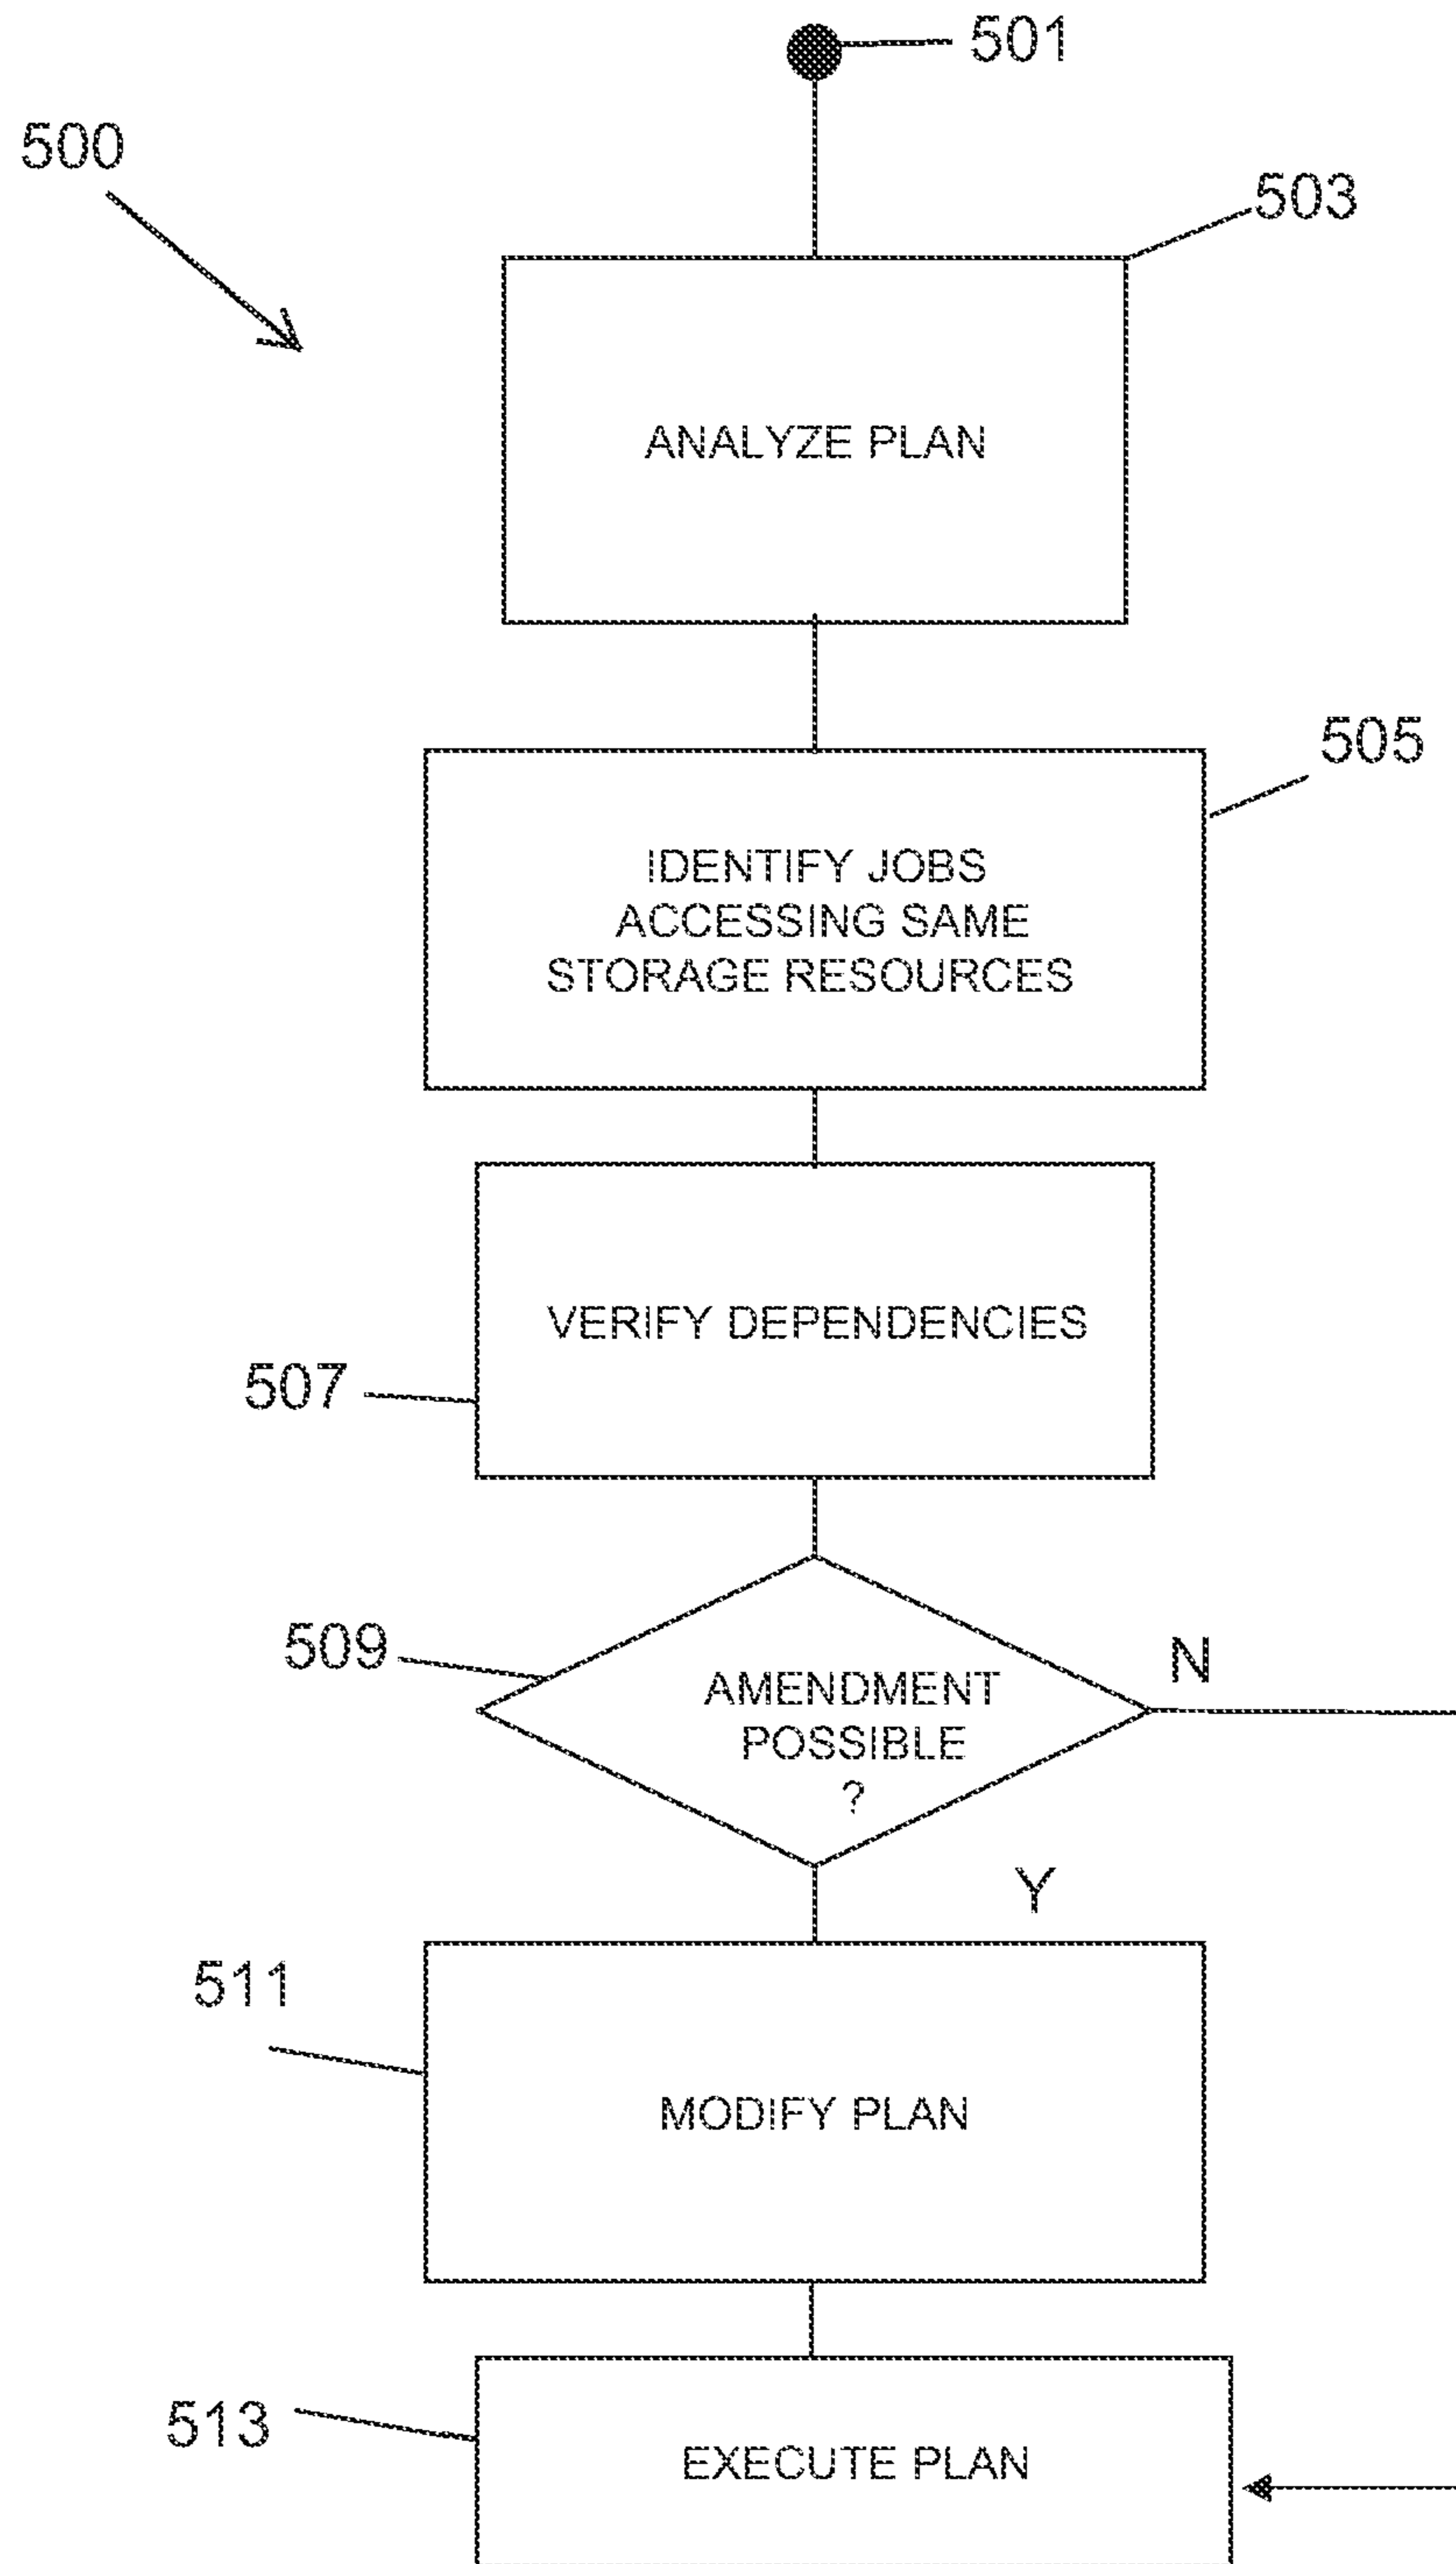 501
500
503
ANALYZE PLAN
505
IDENTIFY JOBS
ACCESSING SAME
STORAGE RESOURCES
VERIFY DEPENDENCIES
507
509
N
AMENDMENT
POSSIBLE
?
Y
511
MODIFY PLAN
513
EXECUTE PLAN